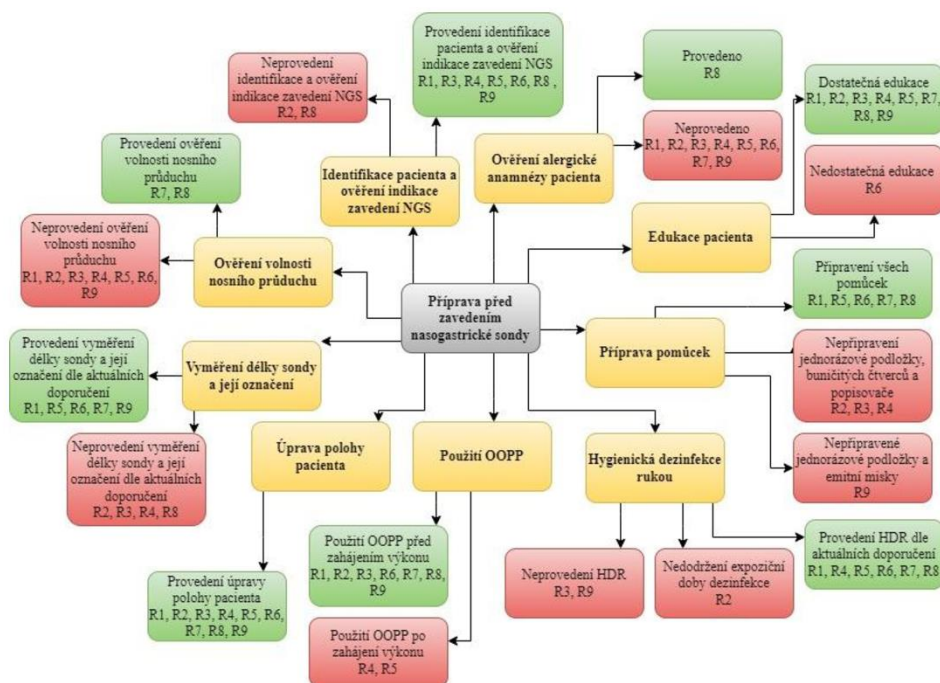 Provedení identifikace
pacienta a ověření
indikace zavedení NGS
R1, R3, R4, R5, R6, R8 ,
R9
Neprovedení
identifikace a ověření
indikace zavedení NGS
R2, R8
Provedeno
R8
Neprovedeno
R1, R2, R3, R4, R5, R6,
R7, R9
Dostatečná edukace
R1, R2, R3, R4, R5, R7,
R8, R9
Nedostatečná edukace
R6
Provedení ověření
volnosti nosního
průduchu
R7, R8
Identifikace pacienta a
ověření indikace
zavedení NGS
Ověření alergické
anamnézy pacienta
Edukace pacienta
Neprovedení ověření
volnosti nosního
průduchu
R1, R2, R3, R4, R5, R6,
R9
Ověření volnosti
nosního průduchu
Připravení všech
pomůcek
R1, R5, R6, R7, R8
Příprava před
zavedením
nasogastrické sondy
Příprava pomůcek
Nepřipravení
jednorázové podložky,
buničitých čtverců a
popisovače
R2, R3, R4
Provedení vyměření
délky sondy a její
označení dle aktuálních
doporučení
R1, R5, R6, R7, R9
Vyměření délky sondy
a její označení
Neprovedení vyměření
délky sondy a její
označení dle aktuálních
doporučení
R2, R3, R4, R8
Úprava polohy
pacienta
Použití OOPP
Hygienická dezinfekce
rukou
Nepřipravené
jednorázové podložky a
emitní misky
R9
Provedení úpravy
polohy pacienta
R1, R2, R3, R4, R5, R6,
R7, R8, R9
Použití OOPP před
zahájením výkonu
R1, R2, R3, R6, R7, R8,
R9
Použití OOPP po
zahájení výkonu
R4, R5
Neprovedení HDR
R3, R9
Nedodržení expoziční
doby dezinfekce
R2
Provedení HDR dle
aktuálních doporučení
R1, R4, R5, R6, R7, R8